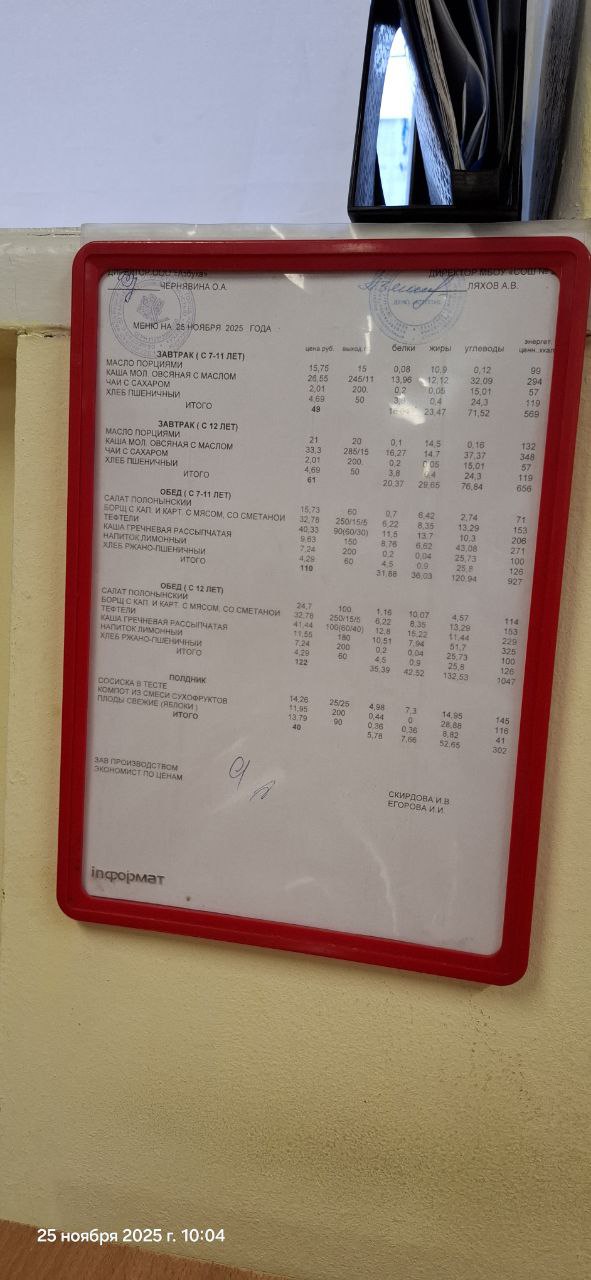 ДИРЕКТОР ООО «Азбука» ДИРЕКТОР МБОУ «СОШ №
ЧЕРНЯВИНА О.А. ЛЯХОВ А.В.
МЕНЮ НА 25 НОЯБРЯ 2025 ГОДА
цена руб. выход, г белки жиры углеводы энергет. ценн. ккал
ЗАВТРАК ( С 7-11 ЛЕТ)
МАСЛО ПОРЦИЯМИ 15,75 15 0,08 10,9 0,12 99
КАША МОЛ. ОВСЯНАЯ С МАСЛОМ 26,55 245/11 13,96 12,12 32,09 294
ЧАЙ С САХАРОМ 2,01 200. 0,2 0,05 15,01 57
ХЛЕБ ПШЕНИЧНЫЙ 4,69 50 3,8 0,4 24,3 119
ИТОГО 49 23,47 71,52 569
ЗАВТРАК ( С 12 ЛЕТ)
МАСЛО ПОРЦИЯМИ 21 20 0,1 14,5 0,16 132
КАША МОЛ. ОВСЯНАЯ С МАСЛОМ 33,3 285/15 16,27 14,7 37,37 348
ЧАЙ С САХАРОМ 2,01 200. 0,2 0,05 15,01 57
ХЛЕБ ПШЕНИЧНЫЙ 4,69 50 3,8 0,4 24,3 119
ИТОГО 61 20,37 29,65 76,84 656
ОБЕД ( С 7-11 ЛЕТ)
САЛАТ ПОЛОНЫНСКИЙ 15,73 60 0,7 6,42 2,74 71
БОРЩ С КАП. И КАРТ. С МЯСОМ, СО СМЕТАНОЙ 32,78 250/15/5 6,22 8,35 13,29 153
ТЕФТЕЛИ 40,33 90(60/30) 11,5 13,7 10,3 206
КАША ГРЕЧНЕВАЯ РАССЫПЧАТАЯ 9,63 150 8,76 6,62 43,08 271
НАПИТОК ЛИМОННЫЙ 7,24 200 0,2 0,04 25,73 100
ХЛЕБ РЖАНО-ПШЕНИЧНЫЙ 4,29 60 4,5 0,9 25,8 126
ИТОГО 110 31,88 36,03 120,94 927
ОБЕД ( С 12 ЛЕТ)
САЛАТ ПОЛОНЫНСКИЙ 24,7 100. 1,16 10,07 4,57 114
БОРЩ С КАП. И КАРТ. С МЯСОМ, СО СМЕТАНОЙ 32,78 250/15/5 6,22 8,35 13,29 153
ТЕФТЕЛИ 41,44 100(60/40) 12,8 15,22 11,44 229
КАША ГРЕЧНЕВАЯ РАССЫПЧАТАЯ 11,55 180 10,51 7,94 51,7 325
НАПИТОК ЛИМОННЫЙ 7,24 200 0,2 0,04 25,73 100
ХЛЕБ РЖАНО-ПШЕНИЧНЫЙ 4,29 60 4,5 0,9 25,8 126
ИТОГО 122 35,39 42,52 132,53 1047
ПОЛДНИК
СОСИСКА В ТЕСТЕ 14,26 25/25 4,98 7,3 14,95 145
КОМПОТ ИЗ СМЕСИ СУХОФРУКТОВ 11,95 200 0,44 0 28,88 116
ПЛОДЫ СВЕЖИЕ (ЯБЛОКИ ) 13,79 90 0,36 0,36 8,82 41
ИТОГО 40 5,78 7,66 52,65 302
ЗАВ ПРОИЗВОДСТВОМ СКИРДОВА И.В
ЭКОНОМИСТ ПО ЦЕНАМ ЕГОРОВА И.И.
inформат
25 ноября 2025 г. 10:04